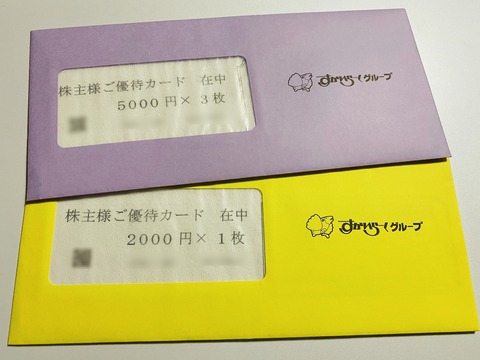 株主様ご優待カード 在中
5000円×3枚
すかいらーくグループ
株主様ご優待カード 在中
2000円×1枚
すかいらーくグループ